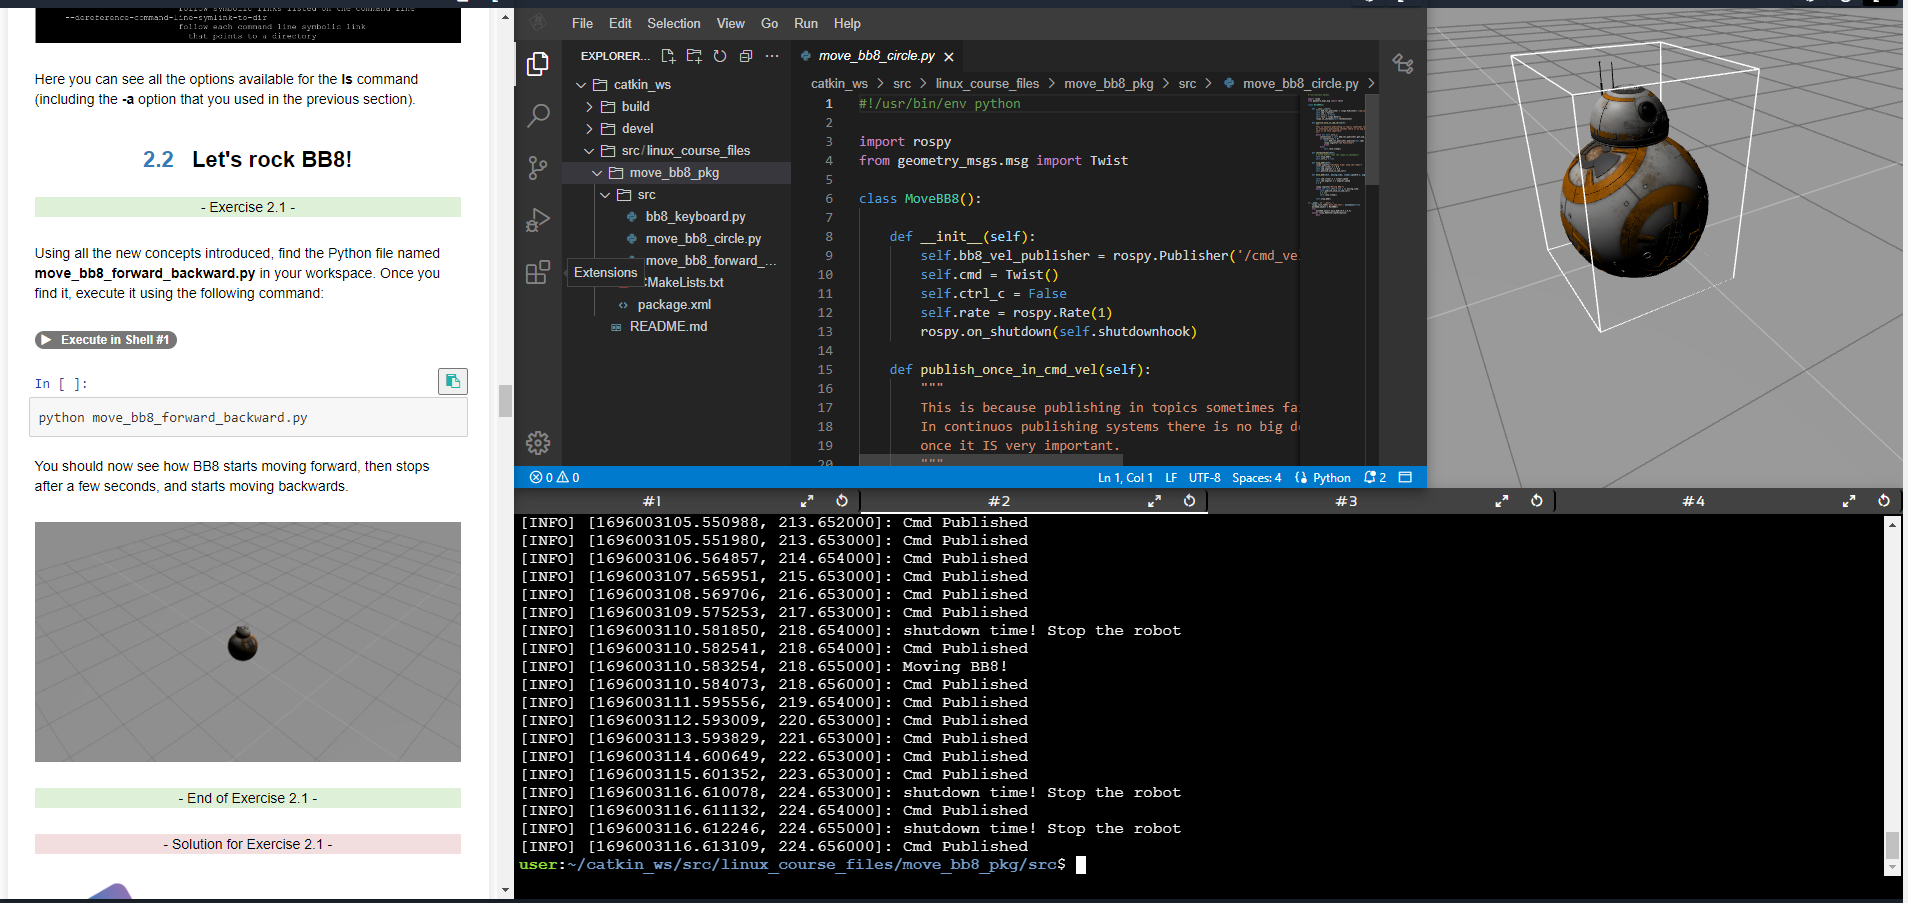 follow symbolic links listed on the command line
--dereference-command-line-symlink-to-dir
follow each command line symbolic link
that points to a directory
Here you can see all the options available for the ls command
(including the -a option that you used in the previous section).
2.2 Let's rock BB8!
- Exercise 2.1 -
Using all the new concepts introduced, find the Python file named
move_bb8_forward_backward.py in your workspace. Once you
find it, execute it using the following command:
Execute in Shell #1
In [ ]:
python move_bb8_forward_backward.py
You should now see how BB8 starts moving forward, then stops
after a few seconds, and starts moving backwards.
- End of Exercise 2.1 -
- Solution for Exercise 2.1 -
File Edit Selection View Go Run Help
EXPLORER...
catkin_ws
build
devel
src/linux_course_files
move_bb8_pkg
src
bb8_keyboard.py
move_bb8_circle.py
move_bb8_forward_...
CMakeLists.txt
package.xml
README.md
Extensions
move_bb8_circle.py
catkin_ws > src > linux_course_files > move_bb8_pkg > src > move_bb8_circle.py >
1 #!/usr/bin/env python
2
3 import rospy
4 from geometry_msgs.msg import Twist
5
6 class MoveBB8():
7
8 def __init__(self):
9 self.bb8_vel_publisher = rospy.Publisher('/cmd_ve
10 self.cmd = Twist()
11 self.ctrl_c = False
12 self.rate = rospy.Rate(1)
13 rospy.on_shutdown(self.shutdownhook)
14
15 def publish_once_in_cmd_vel(self):
16 """
17 This is because publishing in topics sometimes fa
18 In continuos publishing systems there is no big d
19 once it IS very important.
20 """
0 0 Ln 1, Col 1 LF UTF-8 Spaces: 4 Python 2
#1 #2 #3 #4
[INFO] [1696003105.550988, 213.652000]: Cmd Published
[INFO] [1696003105.551980, 213.653000]: Cmd Published
[INFO] [1696003106.564857, 214.654000]: Cmd Published
[INFO] [1696003107.565951, 215.653000]: Cmd Published
[INFO] [1696003108.569706, 216.653000]: Cmd Published
[INFO] [1696003109.575253, 217.653000]: Cmd Published
[INFO] [1696003110.581850, 218.654000]: shutdown time! Stop the robot
[INFO] [1696003110.582541, 218.654000]: Cmd Published
[INFO] [1696003110.583254, 218.655000]: Moving BB8!
[INFO] [1696003110.584073, 218.656000]: Cmd Published
[INFO] [1696003111.595556, 219.654000]: Cmd Published
[INFO] [1696003112.593009, 220.653000]: Cmd Published
[INFO] [1696003113.593829, 221.653000]: Cmd Published
[INFO] [1696003114.600649, 222.653000]: Cmd Published
[INFO] [1696003115.601352, 223.653000]: Cmd Published
[INFO] [1696003116.610078, 224.653000]: shutdown time! Stop the robot
[INFO] [1696003116.611132, 224.654000]: Cmd Published
[INFO] [1696003116.612246, 224.655000]: shutdown time! Stop the robot
[INFO] [1696003116.613109, 224.656000]: Cmd Published
user:~/catkin_ws/src/linux_course_files/move_bb8_pkg/src$